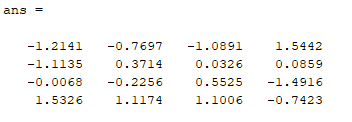 ans =
-1.2141 -0.7697 -1.0891 1.5442
-1.1135 0.3714 0.0326 0.0859
-0.0068 -0.2256 0.5525 -1.4916
1.5326 1.1174 1.1006 -0.7423